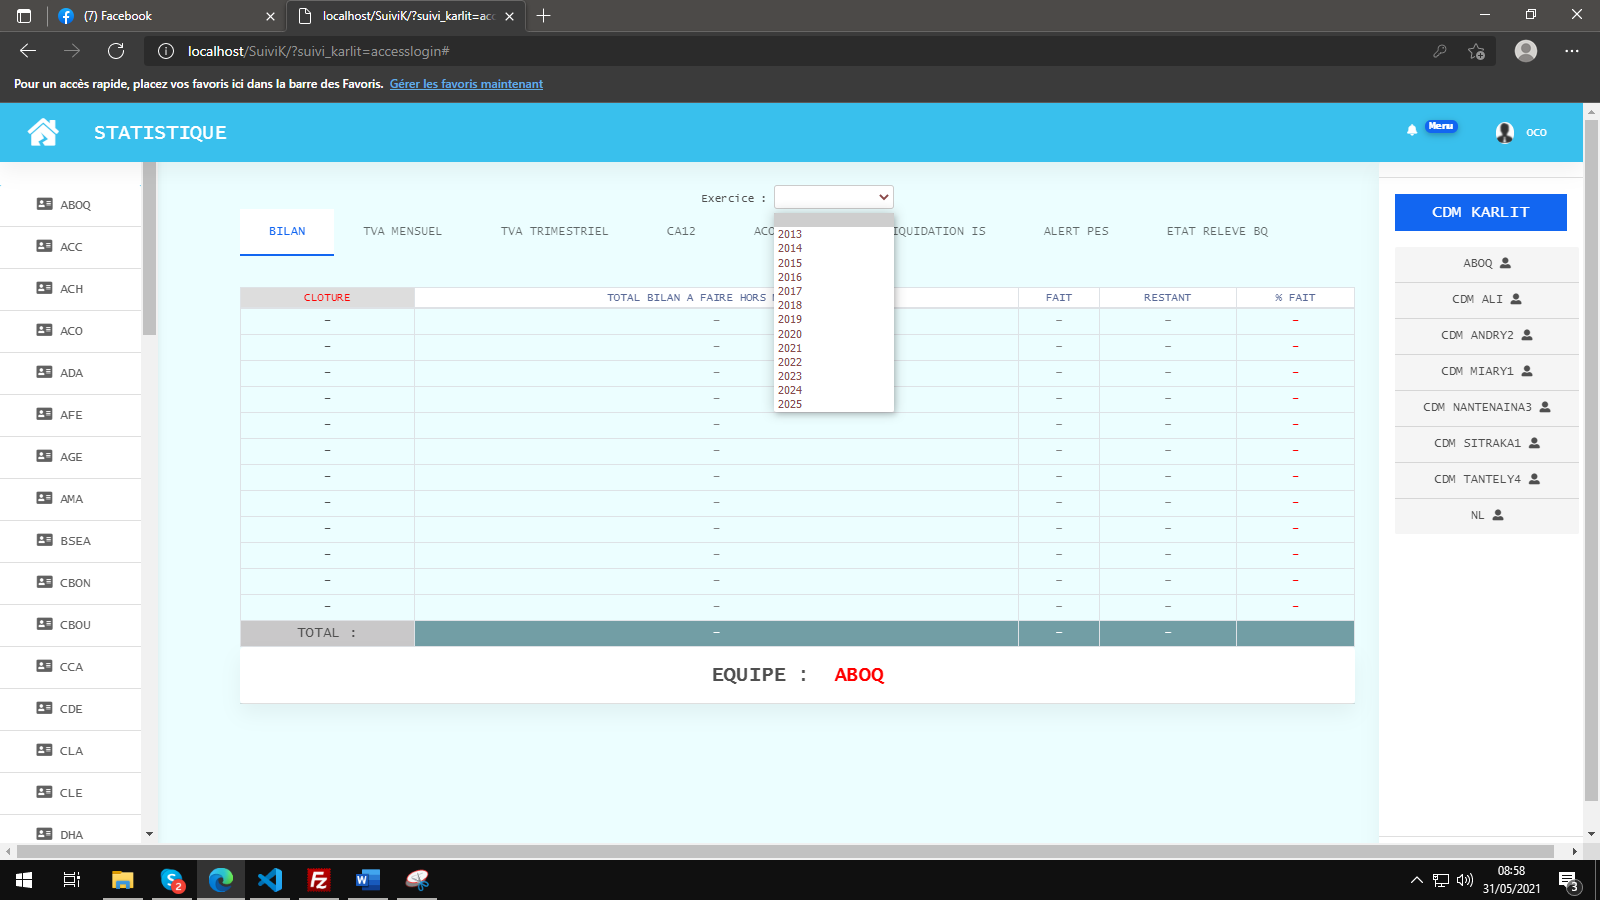 (7) Facebook
localhost/SuiviK/?suivi_karlit=acc
localhost/SuiviK/?suivi_karlit=accesslogin#
Pour un accès rapide, placez vos favoris ici dans la barre des Favoris. Gérer les favoris maintenant
STATISTIQUE
Menu
oco
ABOQ
ACC
ACH
ACO
ADA
AFE
AGE
AMA
BSEA
CBON
CBOU
CCA
CDE
CLA
CLE
DHA
Exercice :
2013
2014
2015
2016
2017
2018
2019
2020
2021
2022
2023
2024
2025
BILAN TVA MENSUEL TVA TRIMESTRIEL CA12 ACO IQUIDATION IS ALERT PES ETAT RELEVE BQ
CLOTURE TOTAL BILAN A FAIRE HORS FAIT RESTANT % FAIT
– – – – –
– – – – –
– – – – –
– – – – –
– – – – –
– – – – –
– – – – –
– – – – –
– – – – –
– – – – –
– – – – –
– – – – –
TOTAL : – – –
EQUIPE : ABOQ
CDM KARLIT
ABOQ
CDM ALI
CDM ANDRY2
CDM MIARY1
CDM NANTENAINA3
CDM SITRAKA1
CDM TANTELY4
NL
2
08:58
31/05/2021
3